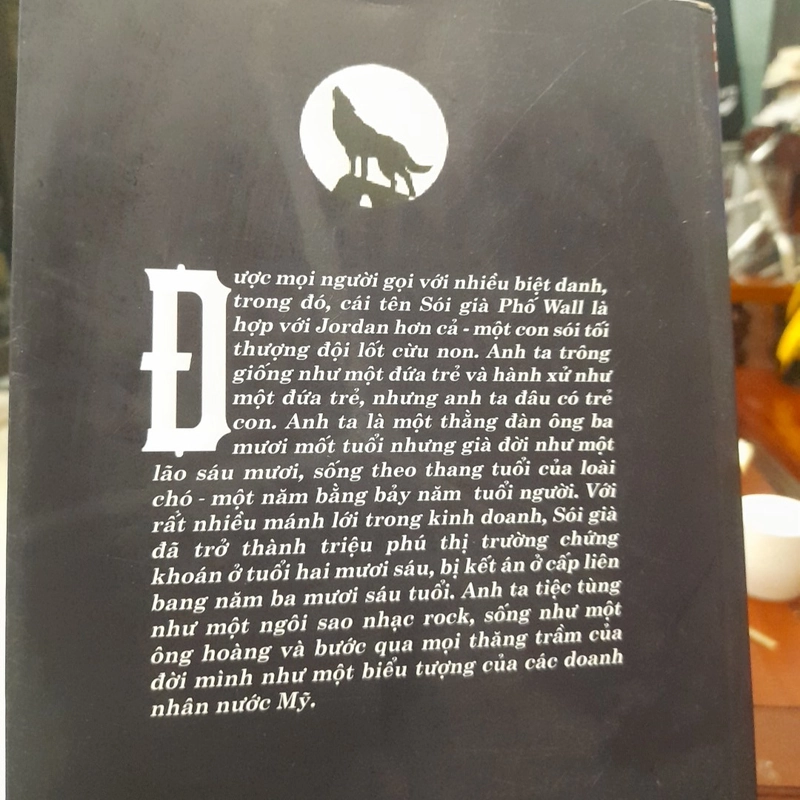 Được mọi người gọi với nhiều biệt danh,
trong đó, cái tên Sói già Phố Wall là
hợp với Jordan hơn cả - một con sói tối
thượng đội lốt cừu non. Anh ta trông
giống như một đứa trẻ và hành xử như
một đứa trẻ, nhưng anh ta đâu có trẻ
con. Anh ta là một thằng đàn ông ba
mươi mốt tuổi nhưng già đời như một
lão sáu mươi, sống theo thang tuổi của loài
chó - một năm bằng bảy năm tuổi người. Với
rất nhiều mánh lới trong kinh doanh, Sói già
đã trở thành triệu phú thị trường chứng
khoán ở tuổi hai mươi sáu, bị kết án ở cấp liên
bang năm ba mươi sáu tuổi. Anh ta tiệc tùng
như một ngôi sao nhạc rock, sống như một
ông hoàng và bước qua mọi thăng trầm của
đời mình như một biểu tượng của các doanh
nhân nước Mỹ.